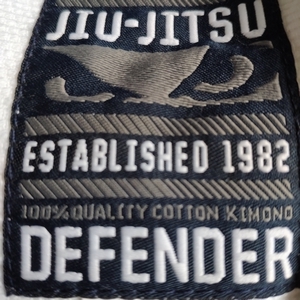 JIU-JITSU
ESTABLISHED 1982
100% QUALITY COTTON KIMONO
DEFENDER